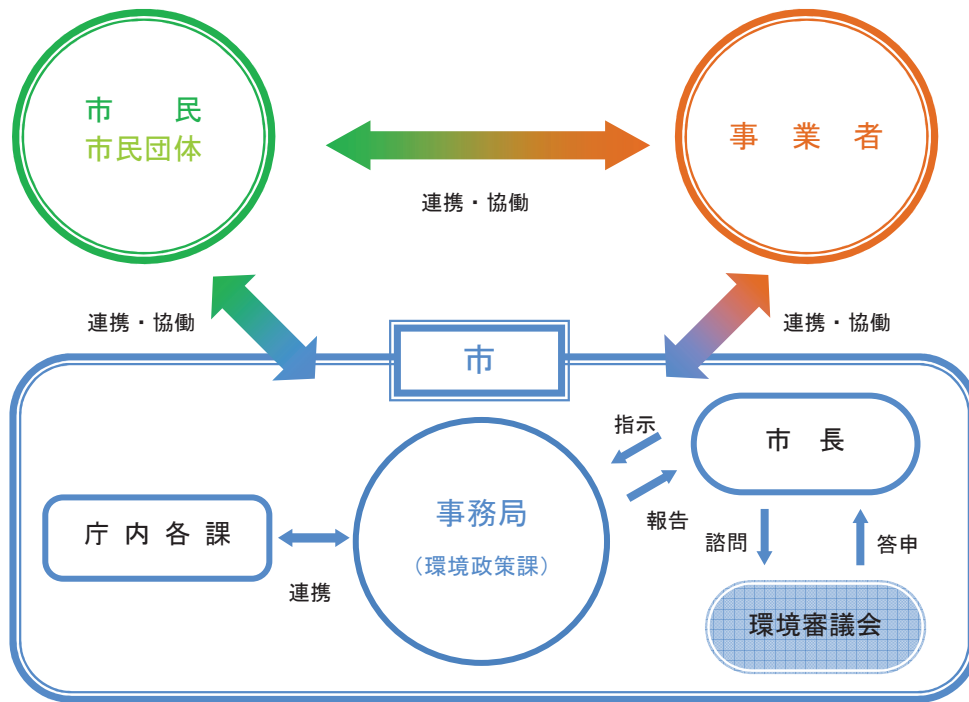 市 民
市民団体
事 業 者
連携・協働
連携・協働
連携・協働
市
指示
市 長
事務局
（環境政策課）
庁 内 各 課
連携
報告
諮問
答申
環境審議会